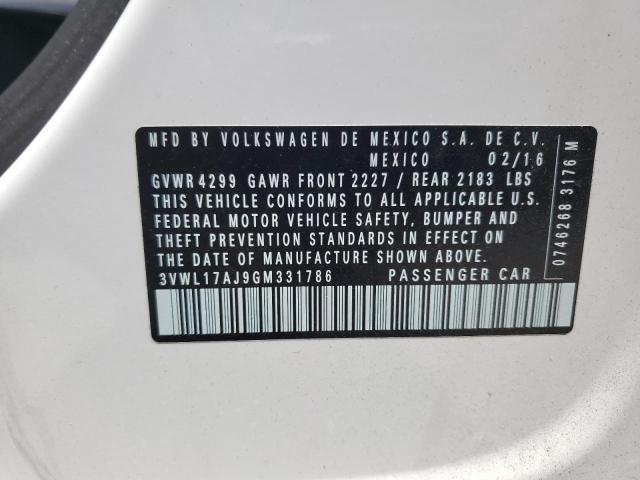 MFD BY VOLKSWAGEN DE MEXICO S.A. DE C.V.
MEXICO 02/16
GVWR 4299 GAWR FRONT 2227 / REAR 2183 LBS
THIS VEHICLE CONFORMS TO ALL APPLICABLE U.S.
FEDERAL MOTOR VEHICLE SAFETY, BUMPER AND
THEFT PREVENTION STANDARDS IN EFFECT ON
THE DATE OF MANUFACTURE SHOWN ABOVE.
3VWL17AJ9GM331786 PASSENGER CAR
0746268 3176 M